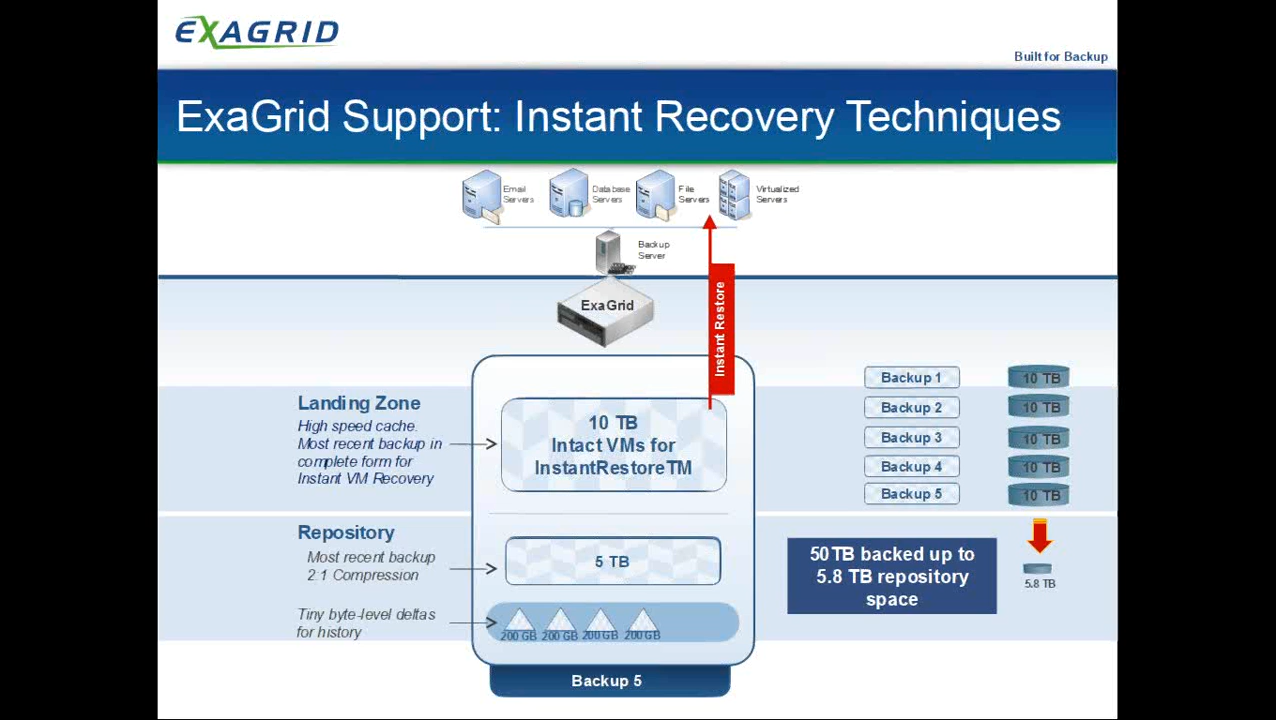 EXAGRID
Built for Backup
ExaGrid Support: Instant Recovery Techniques
Email
Servers
Database
Servers
File
Servers
Virtualized
Servers
Backup
Server
ExaGrid
Instant Restore
Landing Zone
High speed cache.
Most recent backup in
complete form for
Instant VM Recovery
10 TB
Intact VMs for
InstantRestoreTM
Repository
Most recent backup
2:1 Compression
5 TB
Tiny byte-level deltas
for history
200 GB 200 GB 200 GB 200 GB
Backup 5
Backup 1 10 TB
Backup 2 10 TB
Backup 3 10 TB
Backup 4 10 TB
Backup 5 10 TB
50TB backed up to
5.8 TB repository
space
5.8 TB